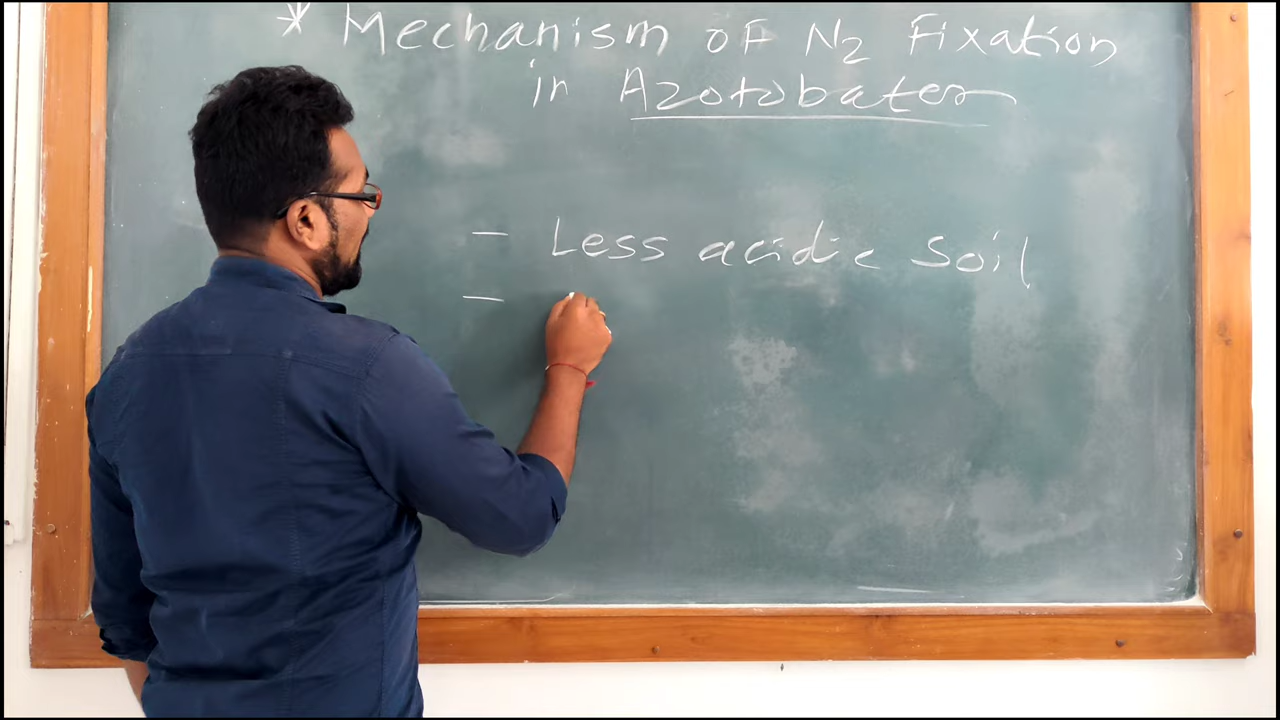 * Mechanism of N2 Fixation
in Azotobater
- Less acidic Soil
-